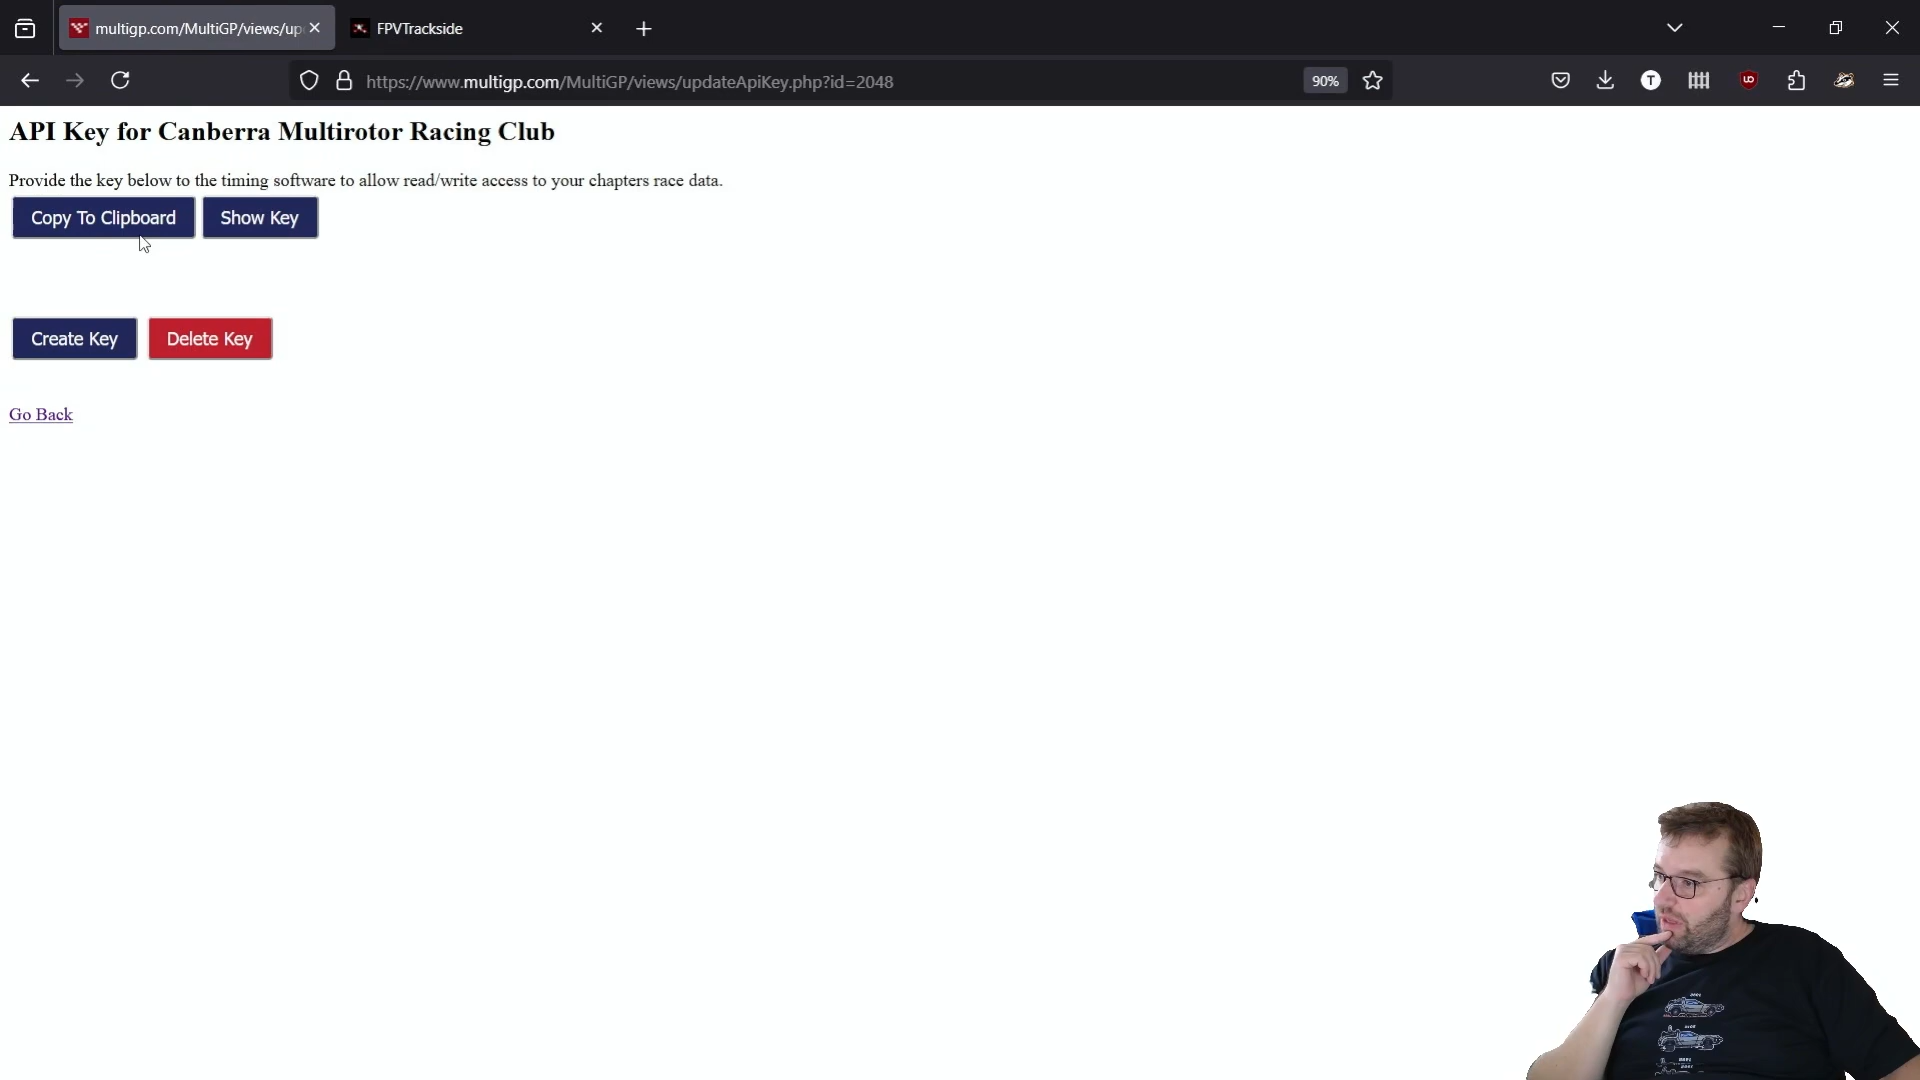 multigp.com/MultiGP/views/up
FPVTrackside
https://www.multigp.com/MultiGP/views/updateApiKey.php?id=2048
90%
T
API Key for Canberra Multirotor Racing Club
Provide the key below to the timing software to allow read/write access to your chapters race data.
Copy To Clipboard
Show Key
Create Key
Delete Key
Go Back